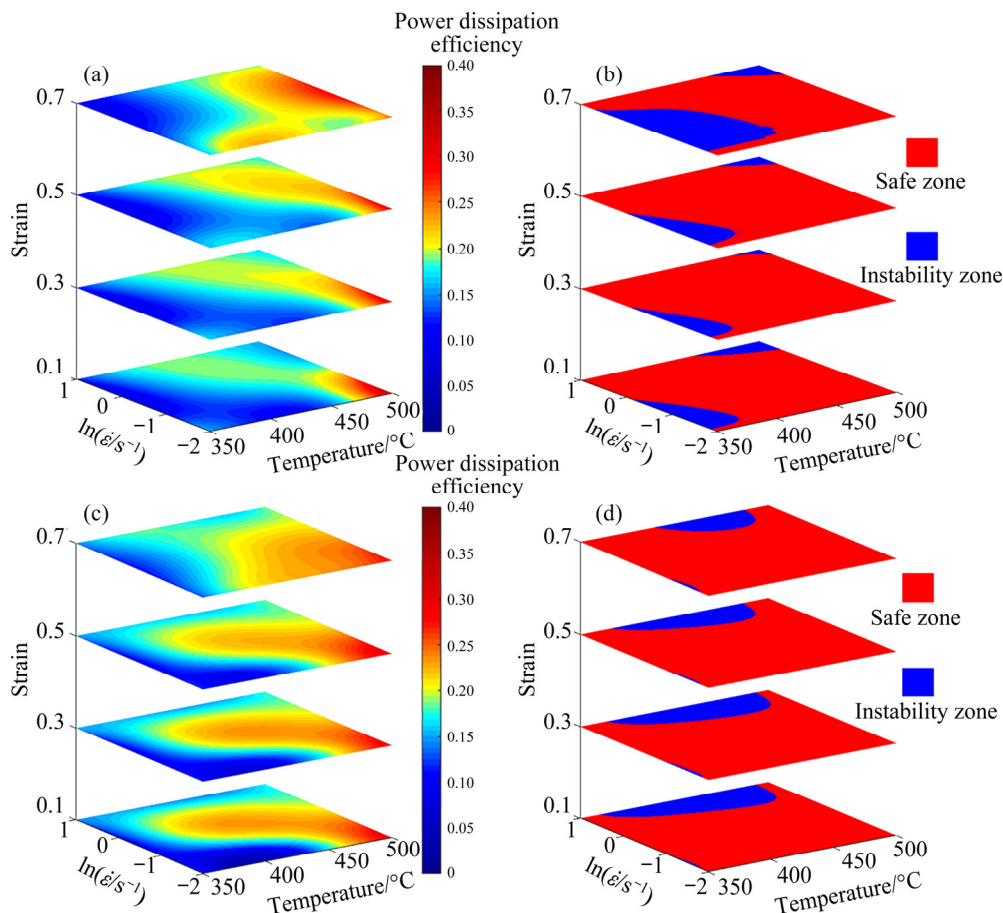 Power dissipation
efficiency
(a)
0.7
0.5
0.3
0.1
Strain
1
0
−1
−2
ln(ε̇/s⁻¹)
350
400
450
500
Temperature/°C
0.40
0.35
0.30
0.25
0.20
0.15
0.10
0.05
0
(b)
0.7
0.5
0.3
0.1
Strain
1
0
−1
−2
ln(ε̇/s⁻¹)
350
400
450
500
Temperature/°C
Safe zone
Instability zone
Power dissipation
efficiency
(c)
0.7
0.5
0.3
0.1
Strain
1
0
−1
−2
ln(ε̇/s⁻¹)
350
400
450
500
Temperature/°C
0.40
0.35
0.30
0.25
0.20
0.15
0.10
0.05
0
(d)
0.7
0.5
0.3
0.1
Strain
1
0
−1
−2
ln(ε̇/s⁻¹)
350
400
450
500
Temperature/°C
Safe zone
Instability zone